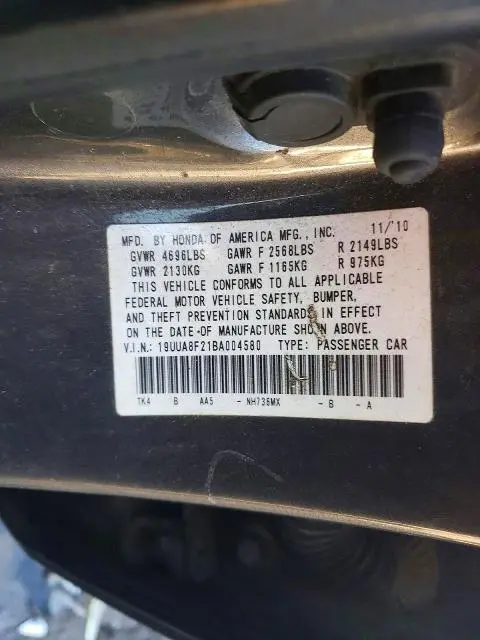 MFD. BY HONDA OF AMERICA MFG., INC. 11/10
GVWR 4696LBS GAWR F 2568LBS R 2149LBS
GVWR 2130KG GAWR F 1165KG R 975KG
THIS VEHICLE CONFORMS TO ALL APPLICABLE
FEDERAL MOTOR VEHICLE SAFETY, BUMPER,
AND THEFT PREVENTION STANDARDS IN EFFECT
ON THE DATE OF MANUFACTURE SHOWN ABOVE.
V.I.N.: 19UUA8F21BA004580 TYPE: PASSENGER CAR
TK4 B AA5 - NH736MX - B - A